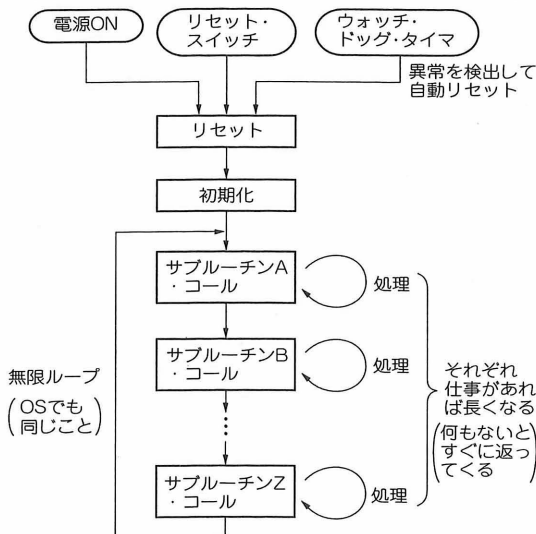 電源ON
リセット・
スイッチ
ウォッチ・
ドッグ・タイマ
異常を検出して
自動リセット
リセット
初期化
サブルーチンA
・コール
処理
サブルーチンB
・コール
処理
無限ループ
(OSでも
同じこと)
それぞれ
仕事があれ
ば長くなる
(何もないと
すぐに返っ
てくる)
サブルーチンZ
・コール
処理